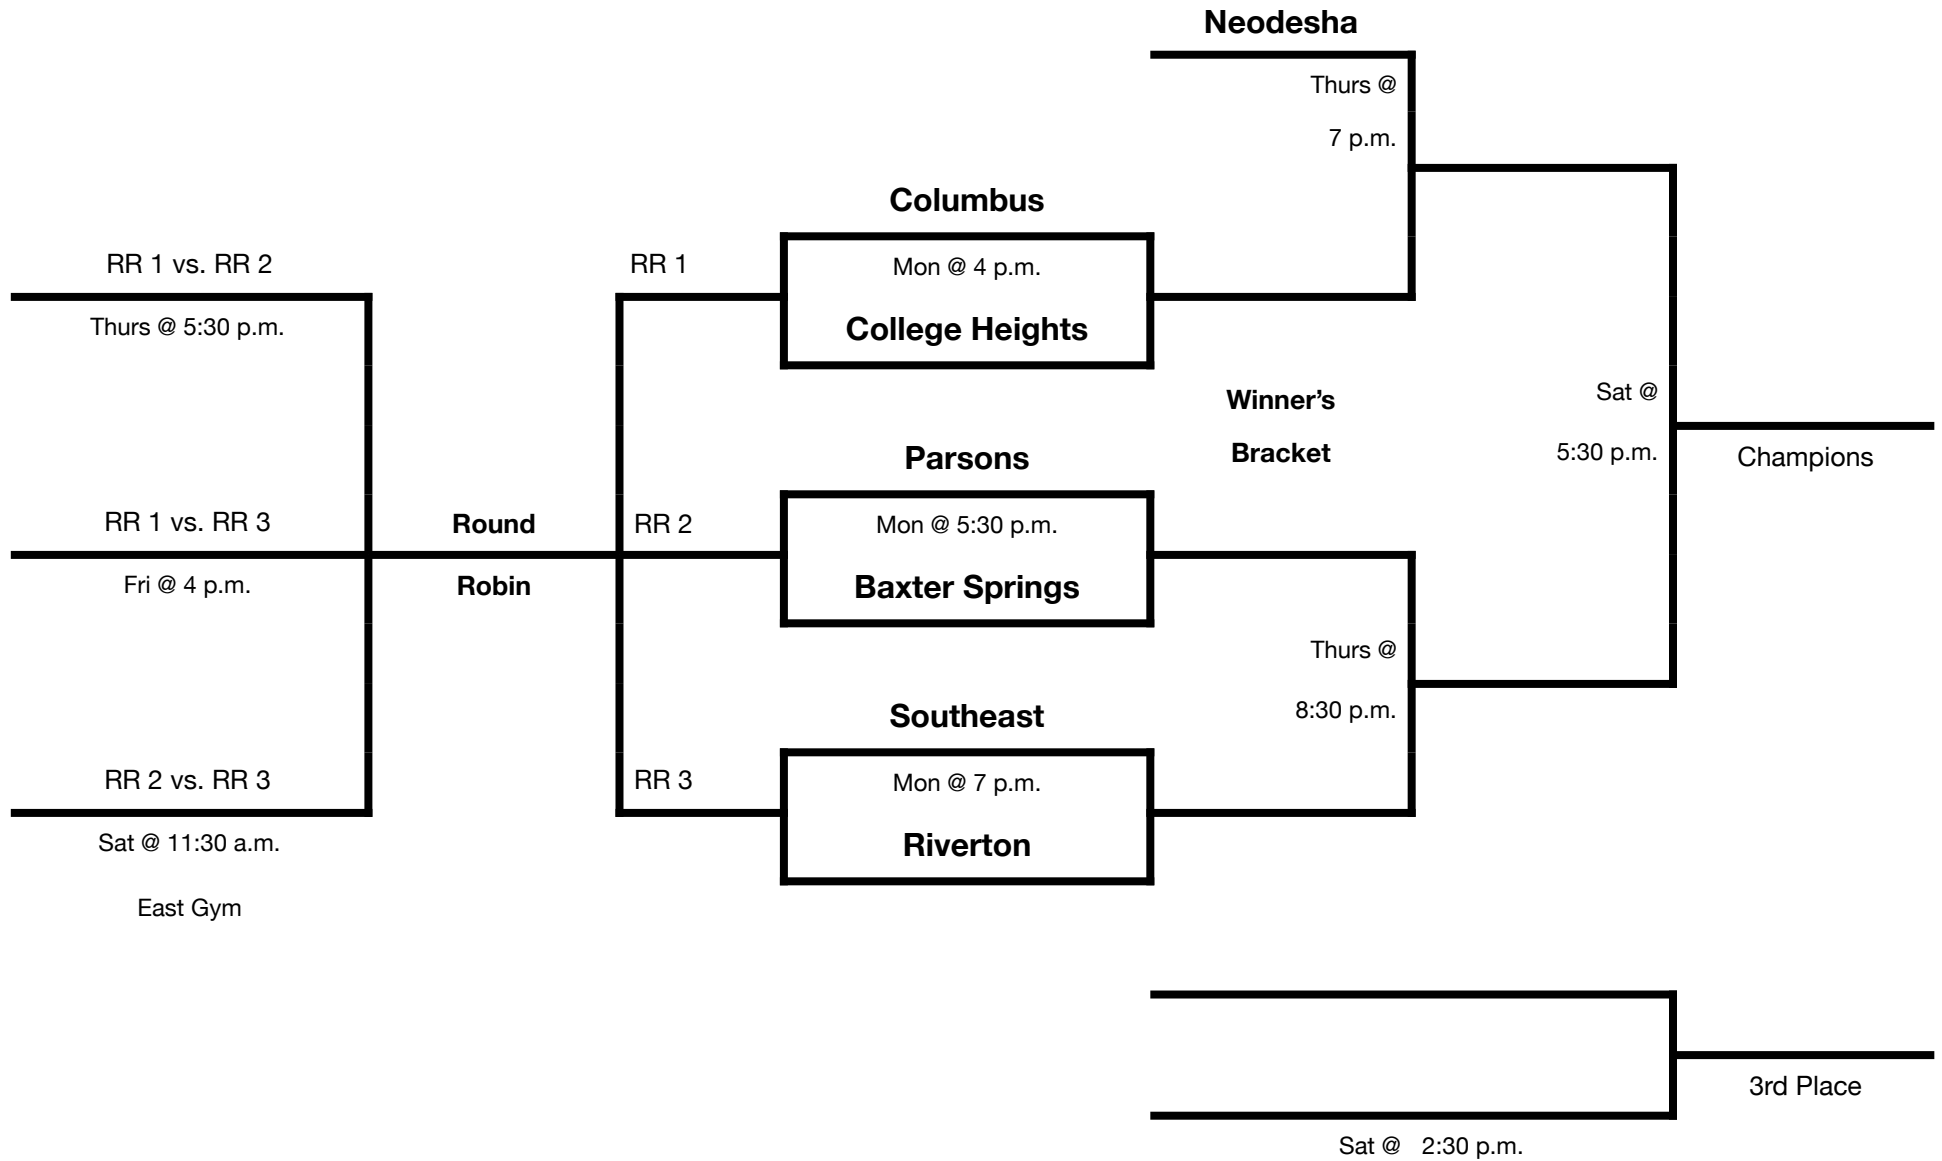 Neodesha
Thurs @
7 p.m.
Columbus
RR 1 vs. RR 2
RR 1
Mon @ 4 p.m.
Thurs @ 5:30 p.m.
College Heights
Winner’s
Sat @
Bracket
5:30 p.m.
Champions
Parsons
RR 1 vs. RR 3
Round
RR 2
Mon @ 5:30 p.m.
Fri @ 4 p.m.
Robin
Baxter Springs
Thurs @
8:30 p.m.
Southeast
RR 2 vs. RR 3
RR 3
Mon @ 7 p.m.
Sat @ 11:30 a.m.
Riverton
East Gym
3rd Place
Sat @ 2:30 p.m.